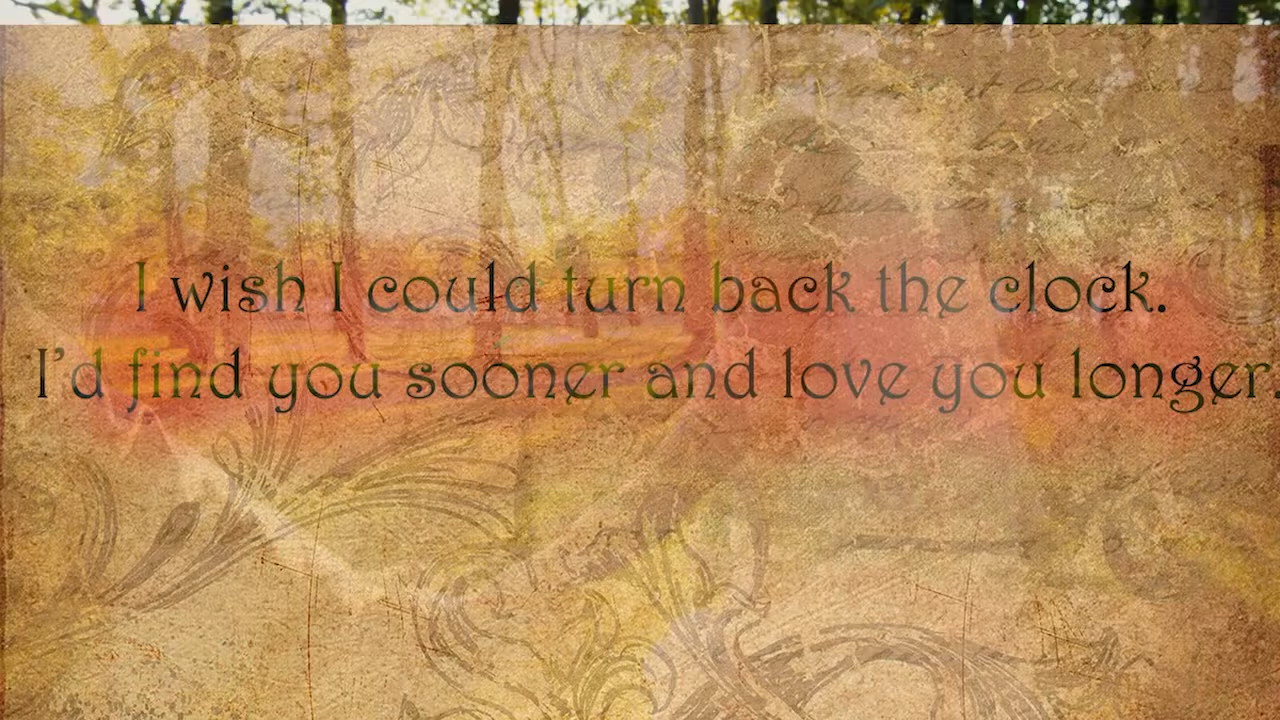 I wish I could turn back the clock.
I'd find you sooner and love you longer.